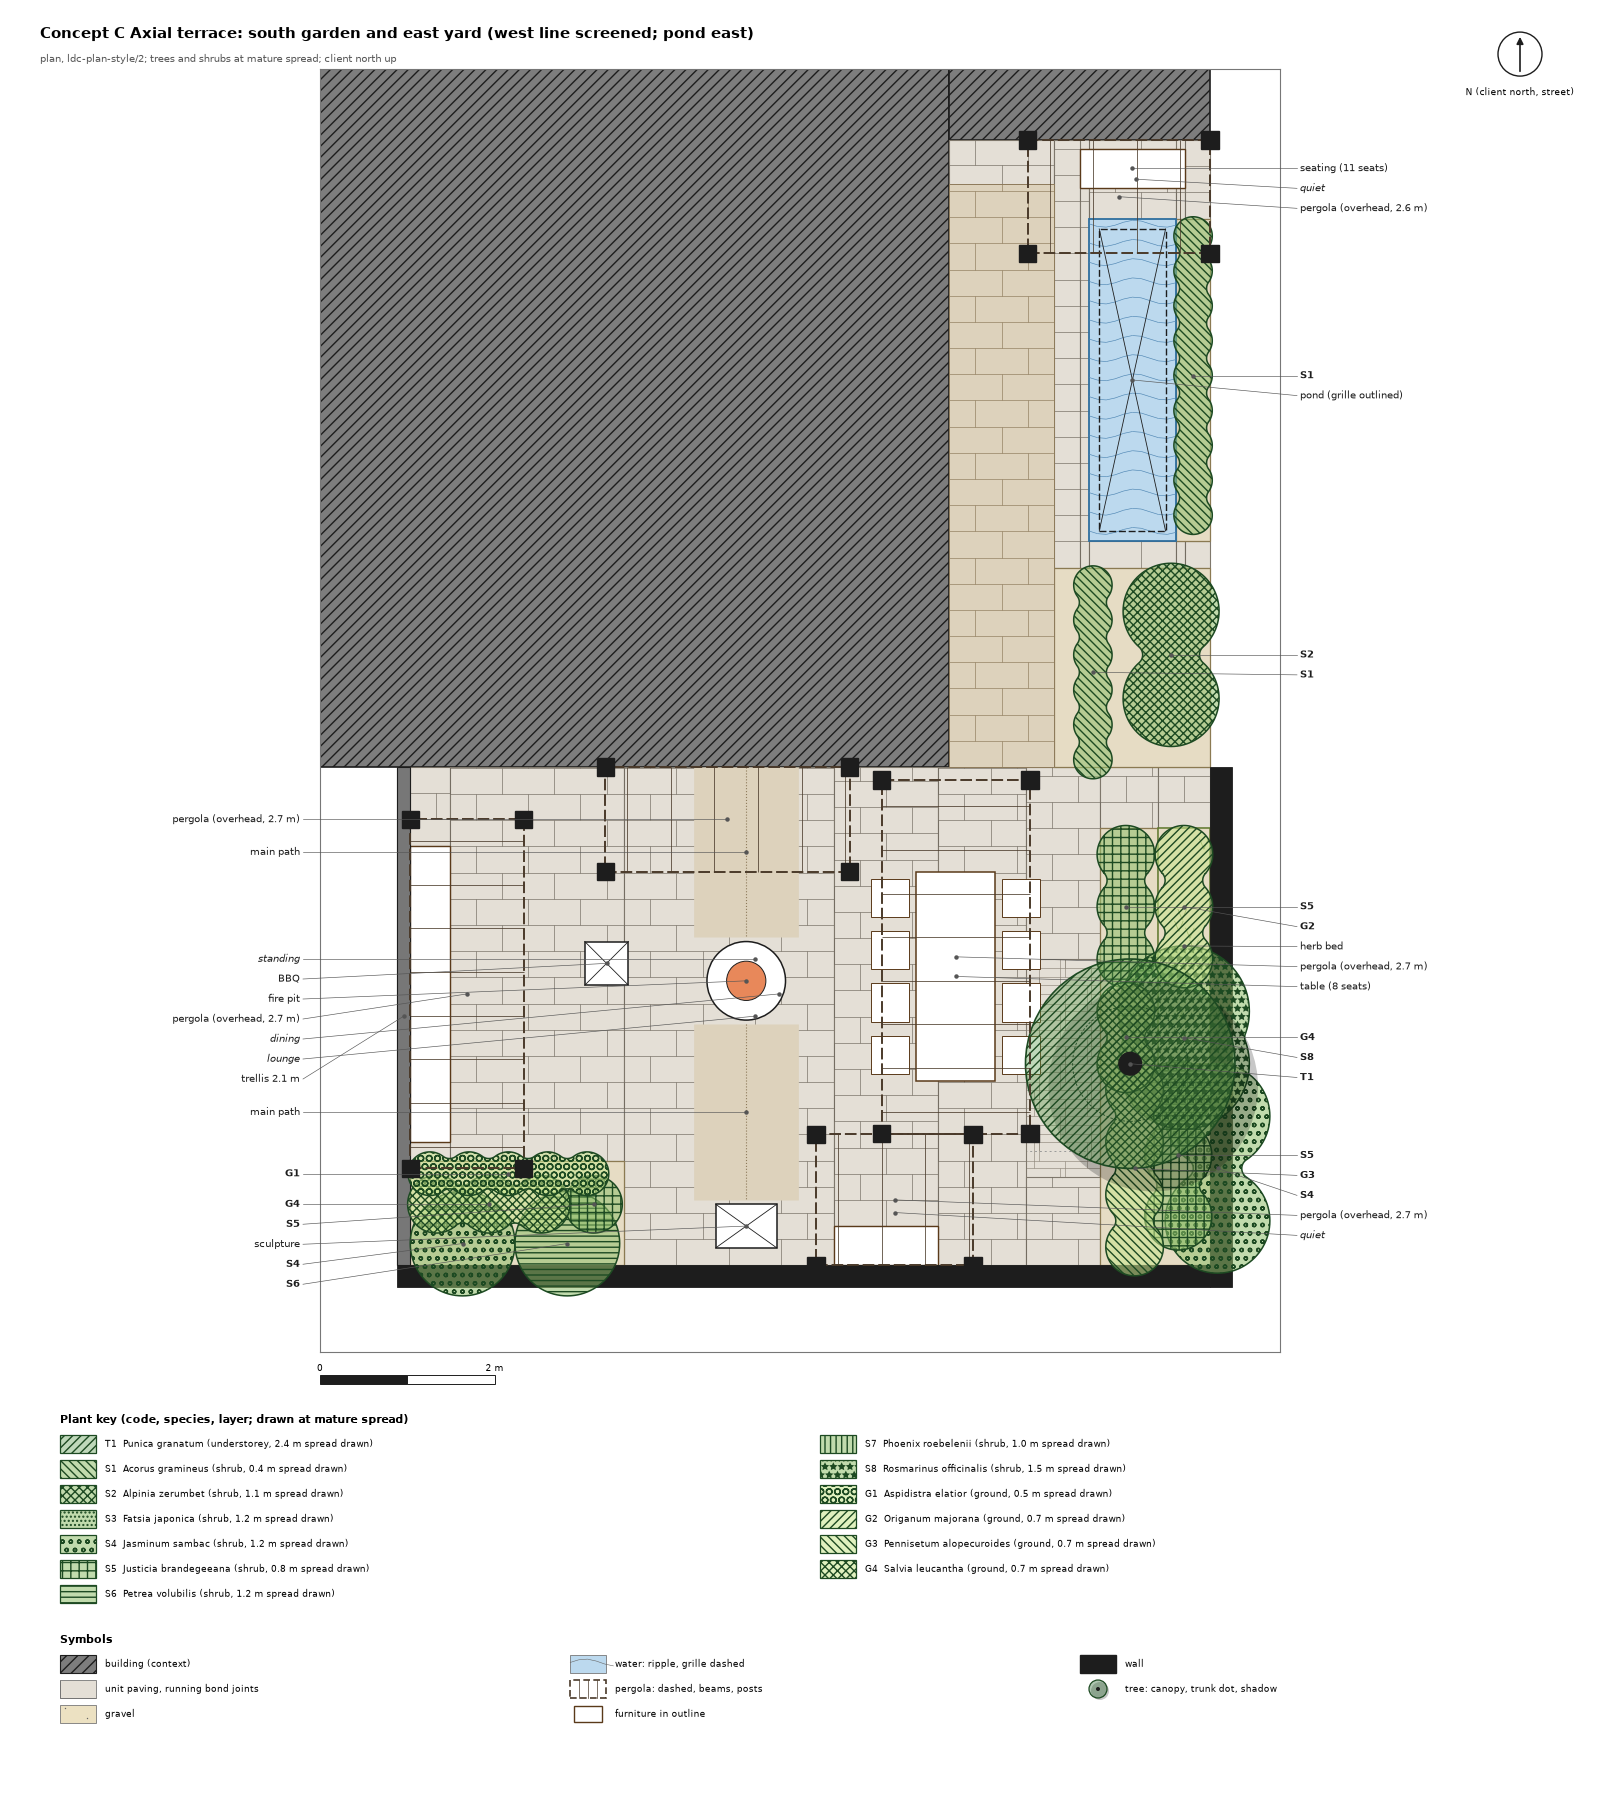 Concept C Axial terrace: south garden and east yard (west line screened; pond east)
plan, ldc-plan-style/2; trees and shrubs at mature spread; client north up
N (client north, street)
seating (11 seats)
quiet
pergola (overhead, 2.6 m)
S1
pond (grille outlined)
S2
S1
pergola (overhead, 2.7 m)
main path
standing
BBQ
fire pit
pergola (overhead, 2.7 m)
dining
lounge
trellis 2.1 m
main path
G1
G4
S5
sculpture
S4
S6
S5
G2
herb bed
pergola (overhead, 2.7 m)
table (8 seats)
G4
S8
T1
S5
G3
S4
pergola (overhead, 2.7 m)
quiet
0 2 m
Plant key (code, species, layer; drawn at mature spread)
T1 Punica granatum (understorey, 2.4 m spread drawn)
S1 Acorus gramineus (shrub, 0.4 m spread drawn)
S2 Alpinia zerumbet (shrub, 1.1 m spread drawn)
S3 Fatsia japonica (shrub, 1.2 m spread drawn)
S4 Jasminum sambac (shrub, 1.2 m spread drawn)
S5 Justicia brandegeeana (shrub, 0.8 m spread drawn)
S6 Petrea volubilis (shrub, 1.2 m spread drawn)
S7 Phoenix roebelenii (shrub, 1.0 m spread drawn)
S8 Rosmarinus officinalis (shrub, 1.5 m spread drawn)
G1 Aspidistra elatior (ground, 0.5 m spread drawn)
G2 Origanum majorana (ground, 0.7 m spread drawn)
G3 Pennisetum alopecuroides (ground, 0.7 m spread drawn)
G4 Salvia leucantha (ground, 0.7 m spread drawn)
Symbols
building (context)
unit paving, running bond joints
gravel
water: ripple, grille dashed
pergola: dashed, beams, posts
furniture in outline
wall
tree: canopy, trunk dot, shadow